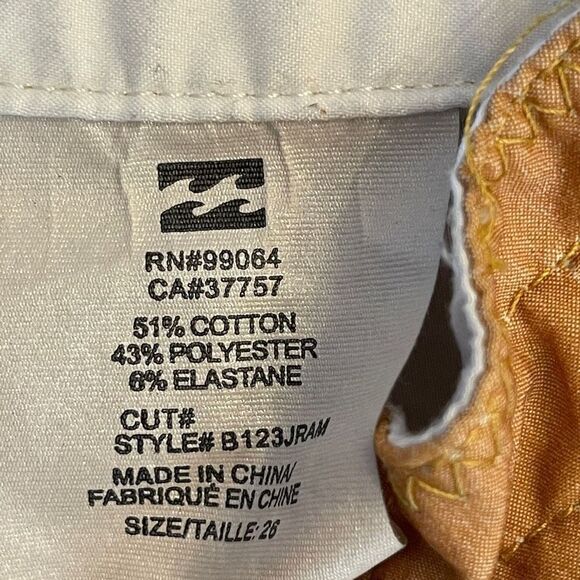 RN#99064
CA#37757
51% COTTON
43% POLYESTER
6% ELASTANE
CUT#
STYLE# B123JRAM
MADE IN CHINA/
FABRIQUÉ EN CHINE
SIZE/TAILLE: 26